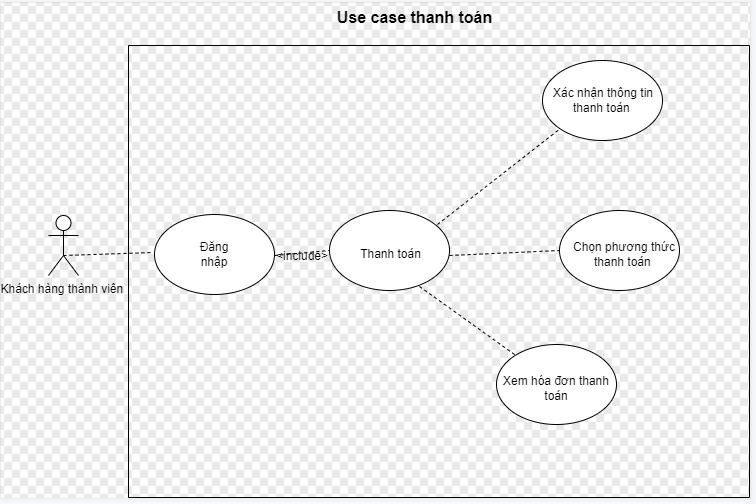 Use case thanh toán
Xác nhận thông tin
thanh toán
Đăng
nhập
<include>
Thanh toán
Chọn phương thức
thanh toán
Khách hàng thành viên
Xem hóa đơn thanh
toán